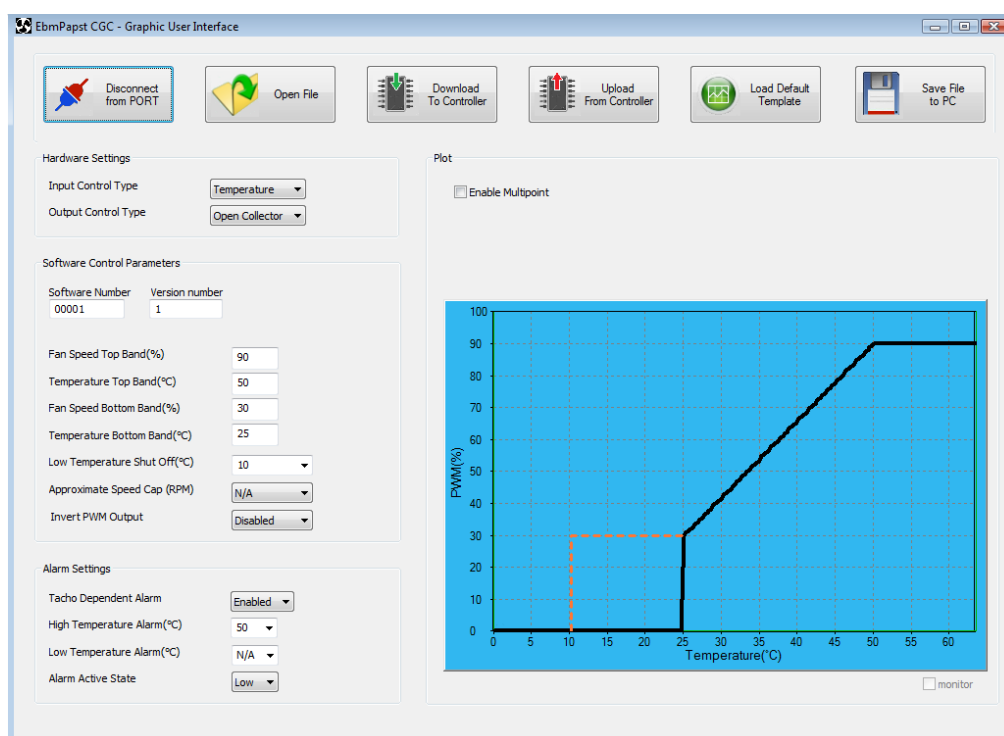 EbmPapst CGC - Graphic User Interface
Disconnect
from PORT
Open File
Download
To Controller
Upload
From Controller
Load Default
Template
Save File
to PC
Hardware Settings
Input Control Type
Temperature
Output Control Type
Open Collector
Software Control Parameters
Software Number
Version number
00001
1
Fan Speed Top Band(%)
90
Temperature Top Band(°C)
50
Fan Speed Bottom Band(%)
30
Temperature Bottom Band(°C)
25
Low Temperature Shut Off(°C)
10
Approximate Speed Cap (RPM)
N/A
Invert PWM Output
Disabled
Alarm Settings
Tacho Dependent Alarm
Enabled
High Temperature Alarm(°C)
50
Low Temperature Alarm(°C)
N/A
Alarm Active State
Low
Plot
Enable Multipoint
100
90
80
70
60
50
40
30
20
10
0
PWM(%)
0 5 10 15 20 25 30 35 40 45 50 55 60
Temperature(°C)
monitor